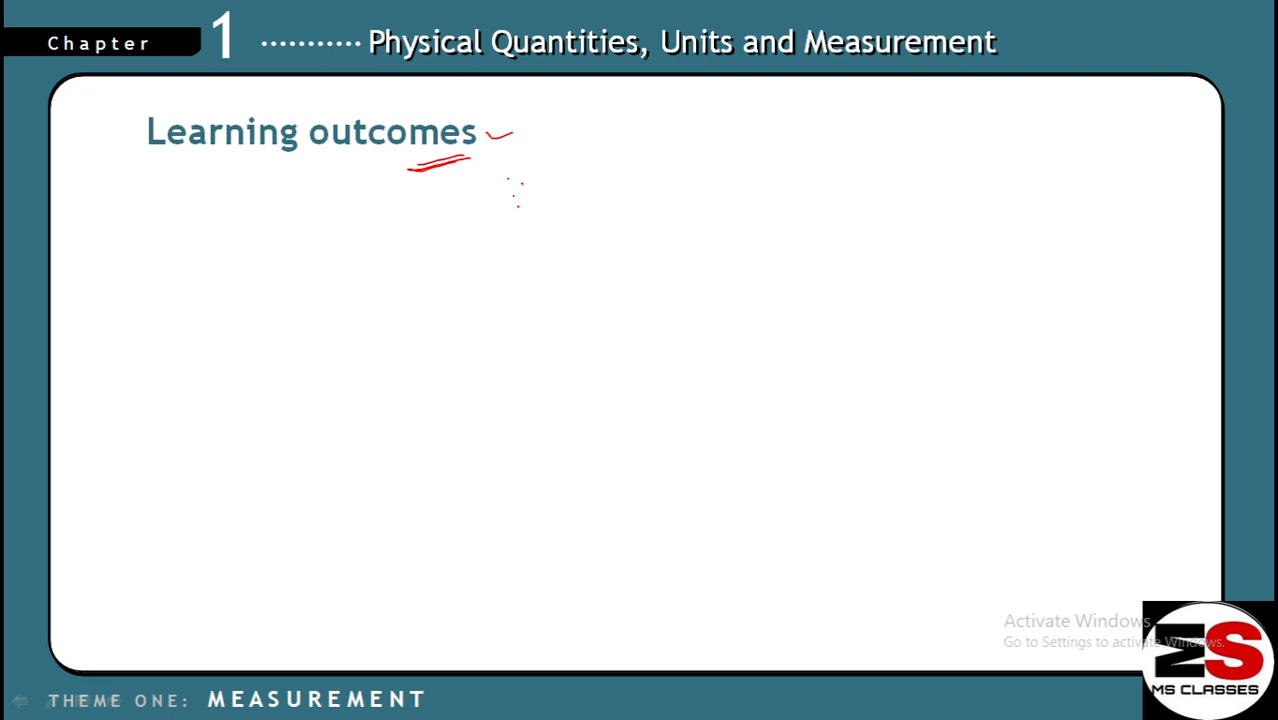 Chapter 1 ........... Physical Quantities, Units and Measurement
Learning outcomes
Activate Windows
Go to Settings to activate Windows.
MS CLASSES
THEME ONE: MEASUREMENT